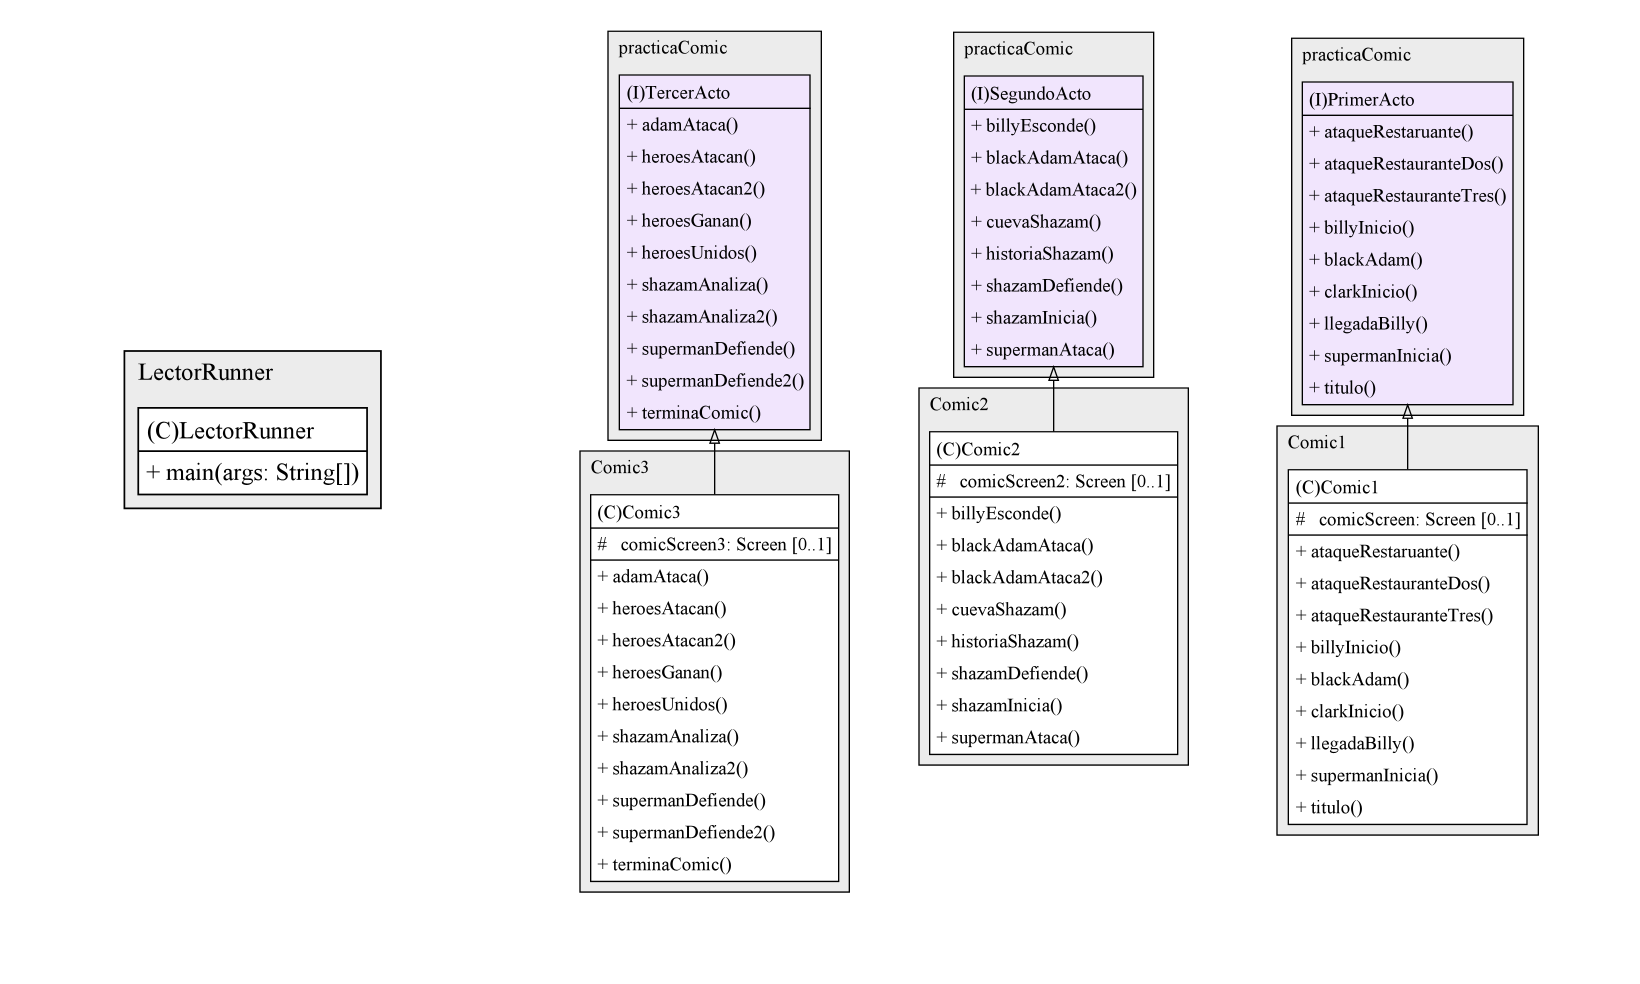 LectorRunner
(C)LectorRunner
+ main(args: String[])
practicaComic
(I)TercerActo
+ adamAtaca()
+ heroesAtacan()
+ heroesAtacan2()
+ heroesGanan()
+ heroesUnidos()
+ shazamAnaliza()
+ shazamAnaliza2()
+ supermanDefiende()
+ supermanDefiende2()
+ terminaComic()
Comic3
(C)Comic3
# comicScreen3: Screen [0..1]
+ adamAtaca()
+ heroesAtacan()
+ heroesAtacan2()
+ heroesGanan()
+ heroesUnidos()
+ shazamAnaliza()
+ shazamAnaliza2()
+ supermanDefiende()
+ supermanDefiende2()
+ terminaComic()
practicaComic
(I)SegundoActo
+ billyEsconde()
+ blackAdamAtaca()
+ blackAdamAtaca2()
+ cuevaShazam()
+ historiaShazam()
+ shazamDefiende()
+ shazamInicia()
+ supermanAtaca()
Comic2
(C)Comic2
# comicScreen2: Screen [0..1]
+ billyEsconde()
+ blackAdamAtaca()
+ blackAdamAtaca2()
+ cuevaShazam()
+ historiaShazam()
+ shazamDefiende()
+ shazamInicia()
+ supermanAtaca()
practicaComic
(I)PrimerActo
+ ataqueRestaruante()
+ ataqueRestauranteDos()
+ ataqueRestauranteTres()
+ billyInicio()
+ blackAdam()
+ clarkInicio()
+ llegadaBilly()
+ supermanInicia()
+ titulo()
Comic1
(C)Comic1
# comicScreen: Screen [0..1]
+ ataqueRestaruante()
+ ataqueRestauranteDos()
+ ataqueRestauranteTres()
+ billyInicio()
+ blackAdam()
+ clarkInicio()
+ llegadaBilly()
+ supermanInicia()
+ titulo()